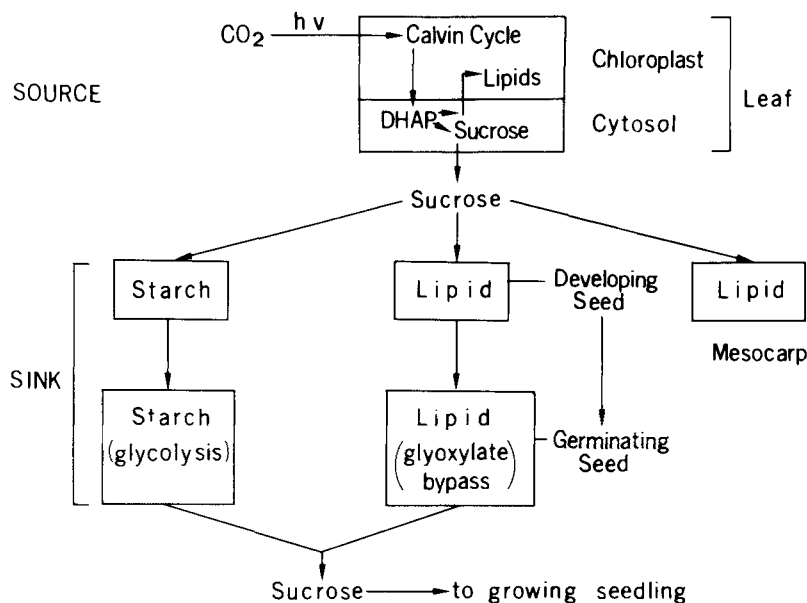 hv
CO2
Calvin Cycle
Lipids
Chloroplast
SOURCE
Leaf
DHAP
Sucrose
Cytosol
Sucrose
Starch
Lipid
Developing
Seed
Lipid
Mesocarp
SINK
Starch
(glycolysis)
Lipid
(glyoxylate
bypass)
Germinating
Seed
Sucrose
to growing seedling